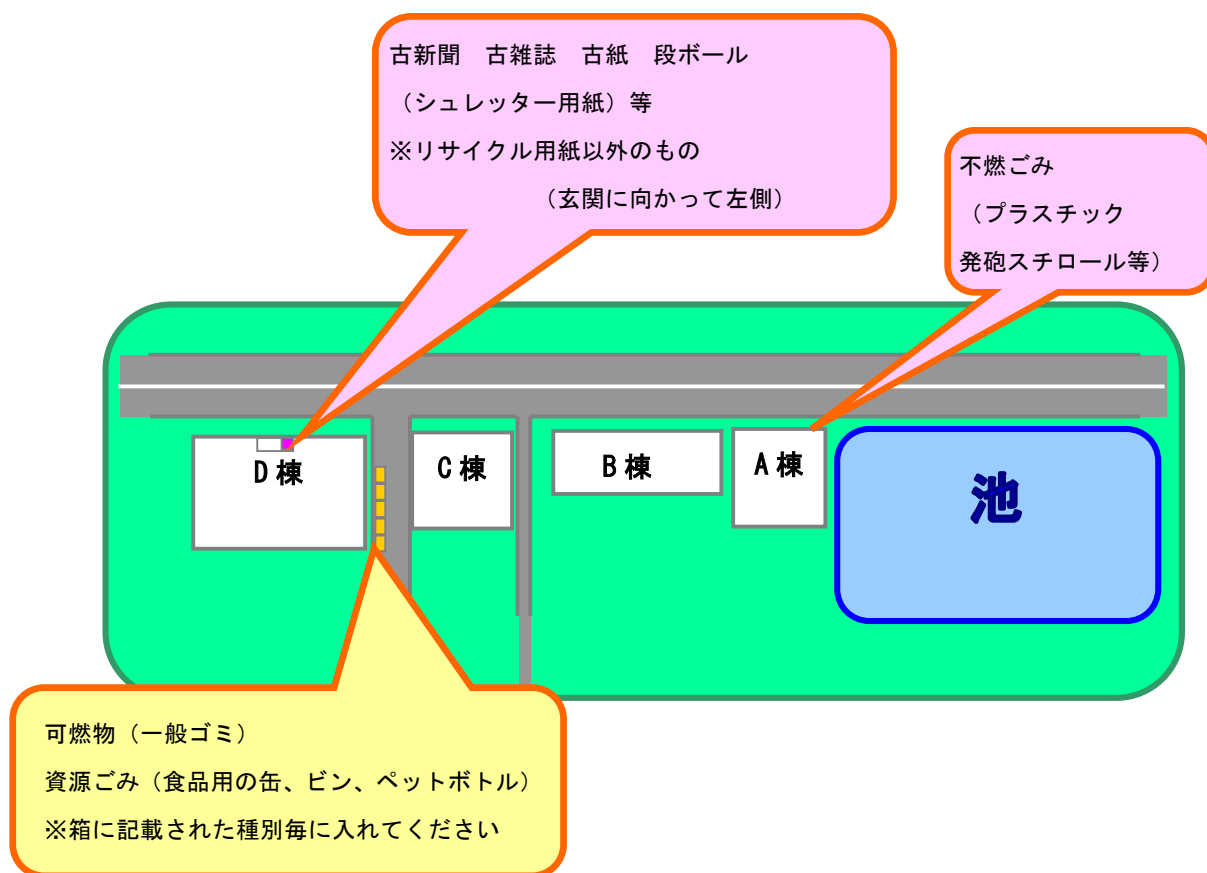 古新聞　古雑誌　古紙　段ボール
（シュレッター用紙）等
※リサイクル用紙以外のもの
（玄関に向かって左側）
不燃ごみ
（プラスチック
発砲スチロール等）
D棟
C棟
B棟
A棟
池
可燃物（一般ゴミ）
資源ごみ（食品用の缶、ビン、ペットボトル）
※箱に記載された種別毎に入れてください